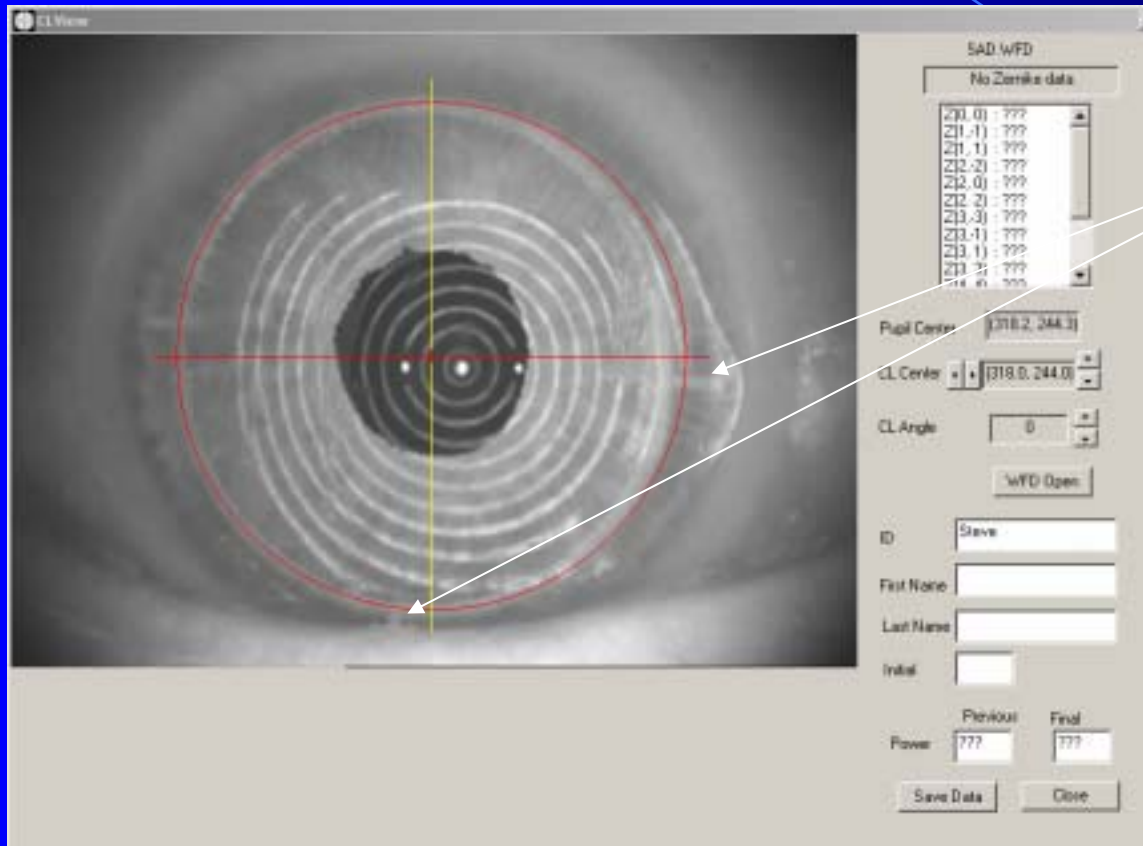 CLView
SAD.WFD
No Zernike data
Z[0, 0] : ???
Z[1,-1] : ???
Z[1, 1] : ???
Z[2,-2] : ???
Z[2, 0] : ???
Z[2, 2] : ???
Z[3,-3] : ???
Z[3,-1] : ???
Z[3, 1] : ???
Z[3, 3] : ???
Pupil Center (318.2, 244.3)
CL Center (318.0, 244.0)
CL Angle 0
WFD Open
ID Steve
First Name
Last Name
Initial
Previous Final
Power ??? ???
Save Data Close